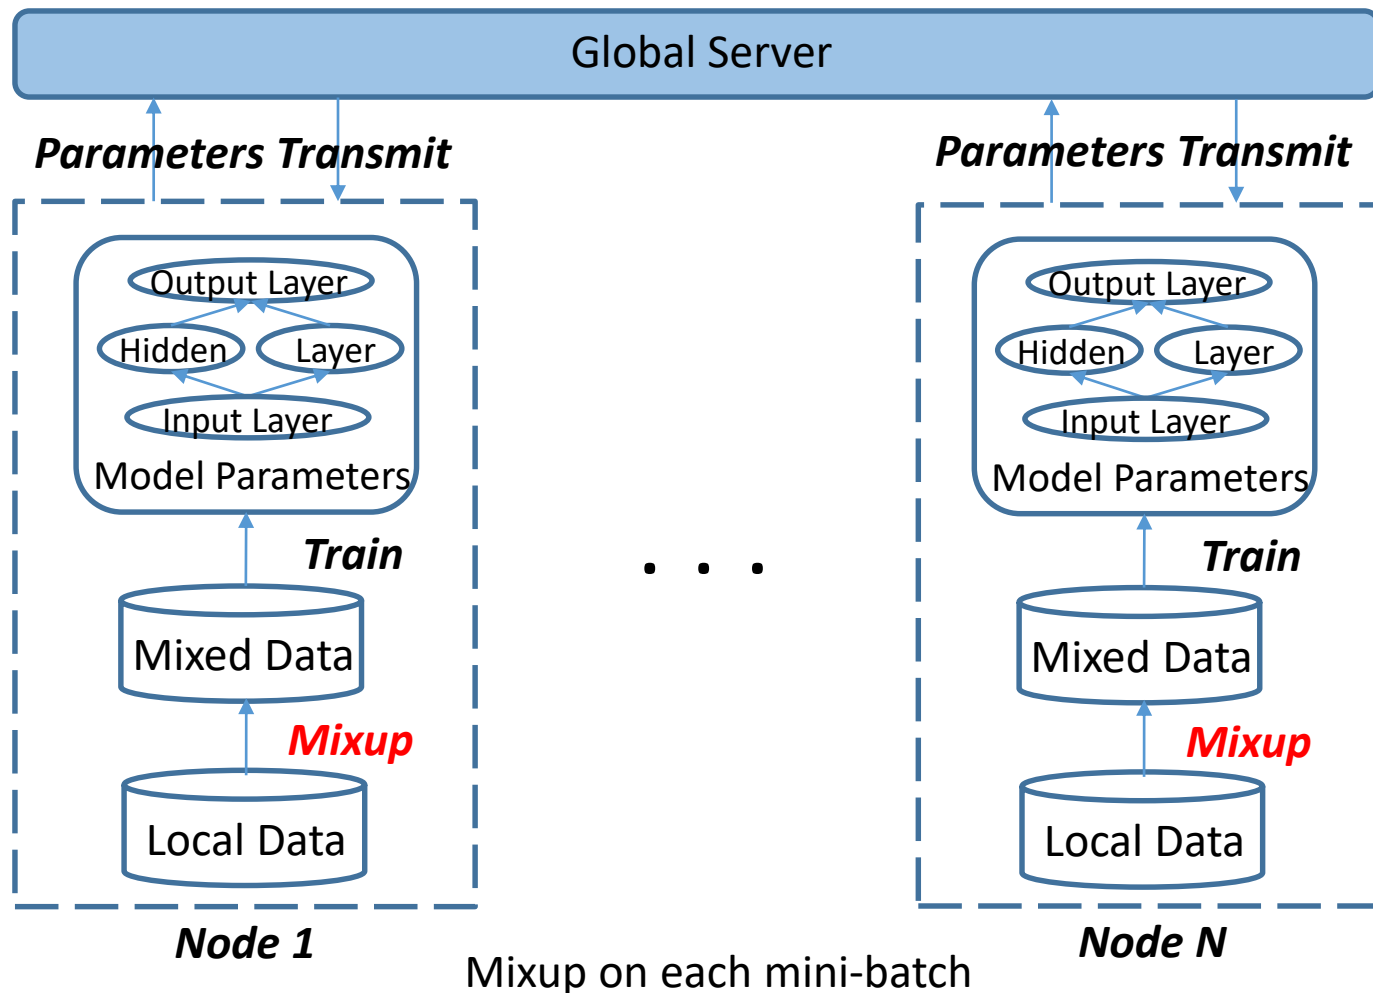 Global Server
Parameters Transmit
Output Layer
Hidden Layer
Input Layer
Model Parameters
Train
Mixed Data
Mixup
Local Data
Node 1
. . .
Parameters Transmit
Output Layer
Hidden Layer
Input Layer
Model Parameters
Train
Mixed Data
Mixup
Local Data
Node N
Mixup on each mini-batch